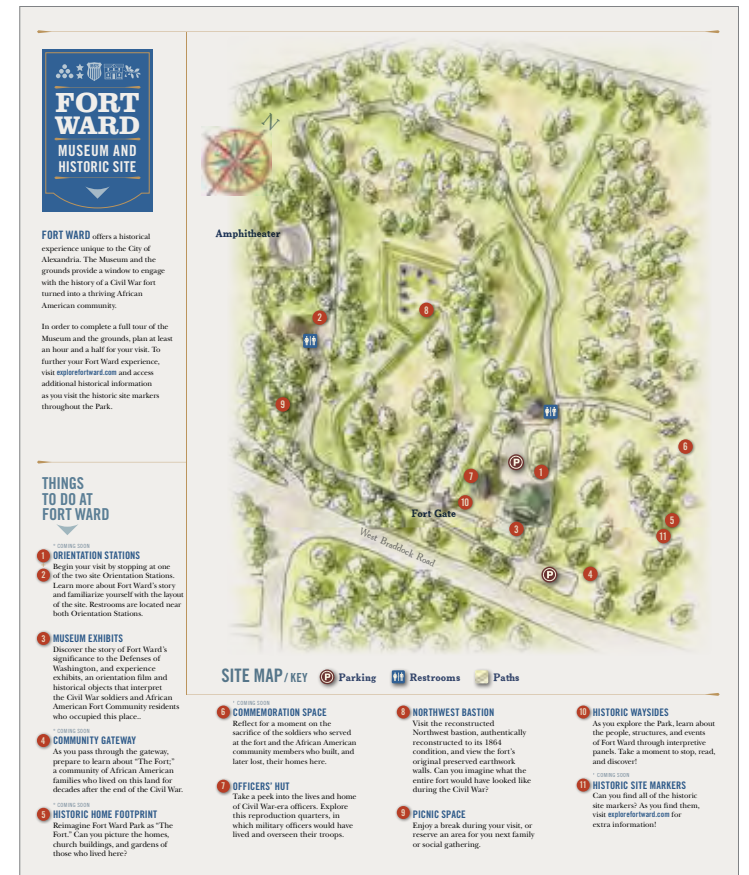 FORT
WARD
MUSEUM AND
HISTORIC SITE
FORT WARD offers a historical
experience unique to the City of
Alexandria. The Museum and the
grounds provide a window to engage
with the history of a Civil War fort
turned into a thriving African
American community.
In order to complete a full tour of the
Museum and the grounds, plan at least
an hour and a half for your visit. To
further your Fort Ward experience,
visit explorefortward.com and access
additional historical information
as you visit the historic site markers
throughout the Park.
N
Amphitheater
2
8
9
6
P
1
7
10
Fort Gate
3
5
11
West Braddock Road
P
4
THINGS
TO DO AT
FORT WARD
* COMING SOON
1 ORIENTATION STATIONS
Begin your visit by stopping at one
2 of the two site Orientation Stations.
Learn more about Fort Ward's story
and familiarize yourself with the layout
of the site. Restrooms are located near
both Orientation Stations.
3 MUSEUM EXHIBITS
Discover the story of Fort Ward's
significance to the Defenses of
Washington, and experience
exhibits, an orientation film and
historical objects that interpret
the Civil War soldiers and African
American Fort Community residents
who occupied this place..
* COMING SOON
4 COMMUNITY GATEWAY
As you pass through the gateway,
prepare to learn about "The Fort;"
a community of African American
families who lived on this land for
decades after the end of the Civil War.
* COMING SOON
5 HISTORIC HOME FOOTPRINT
Reimagine Fort Ward Park as "The
Fort." Can you picture the homes,
church buildings, and gardens of
those who lived here?
SITE MAP / KEY P Parking Restrooms Paths
* COMING SOON
6 COMMEMORATION SPACE
Reflect for a moment on the
sacrifice of the soldiers who served
at the fort and the African American
community members who built, and
later lost, their homes here.
7 OFFICERS' HUT
Take a peek into the lives and home
of Civil War-era officers. Explore
this reproduction quarters, in
which military officers would have
lived and overseen their troops.
8 NORTHWEST BASTION
Visit the reconstructed
Northwest bastion, authentically
reconstructed to its 1864
condition, and view the fort's
original preserved earthwork
walls. Can you imagine what the
entire fort would have looked like
during the Civil War?
9 PICNIC SPACE
Enjoy a break during your visit, or
reserve an area for you next family
or social gathering.
10 HISTORIC WAYSIDES
As you explore the Park, learn about
the people, structures, and events
of Fort Ward through interpretive
panels. Take a moment to stop, read,
and discover!
* COMING SOON
11 HISTORIC SITE MARKERS
Can you find all of the historic
site markers? As you find them,
visit explorefortward.com for
extra information!